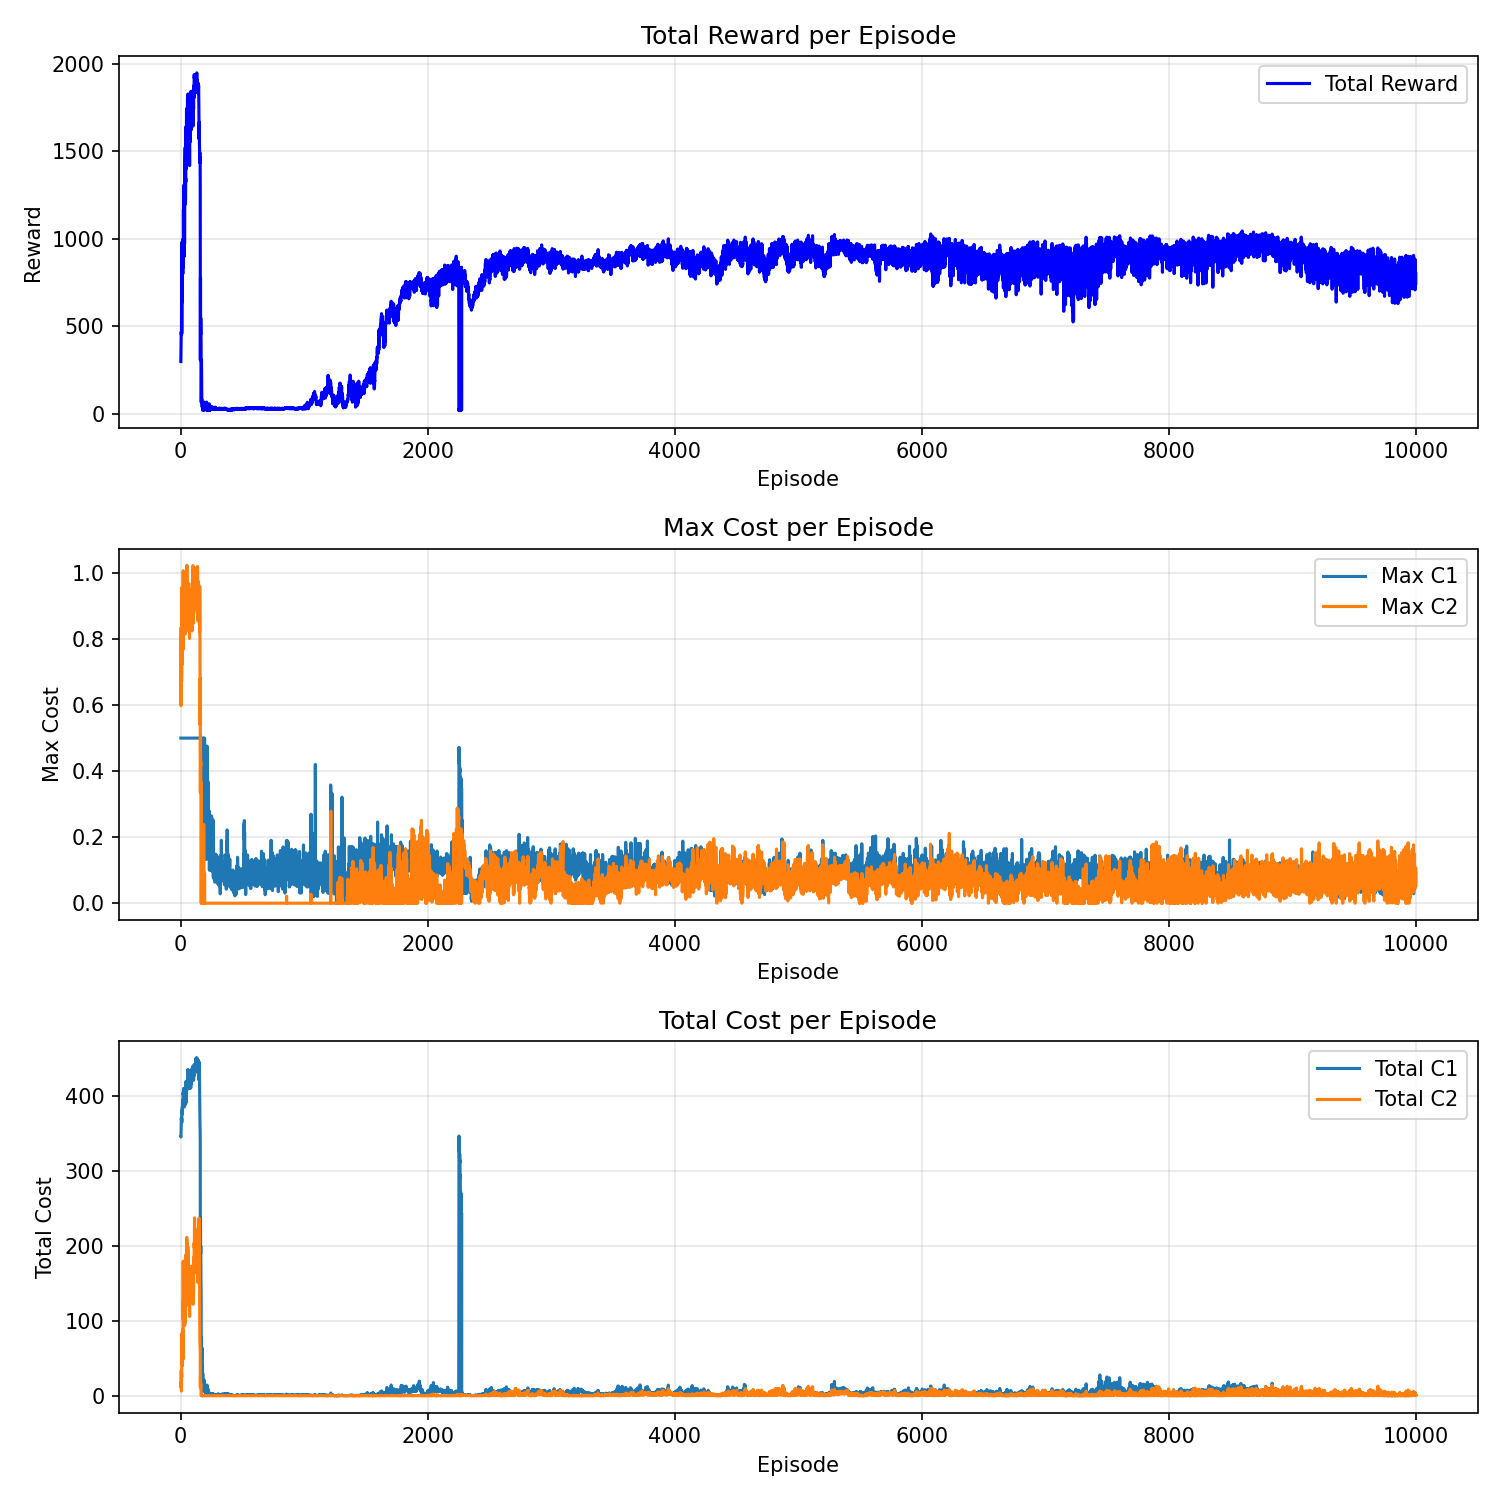 Total Reward per Episode
2000
1500
1000
500
0
Reward
Total Reward
0 2000 4000 6000 8000 10000
Episode
Max Cost per Episode
1.0
0.8
0.6
0.4
0.2
0.0
Max Cost
Max C1
Max C2
0 2000 4000 6000 8000 10000
Episode
Total Cost per Episode
400
300
200
100
0
Total Cost
Total C1
Total C2
0 2000 4000 6000 8000 10000
Episode